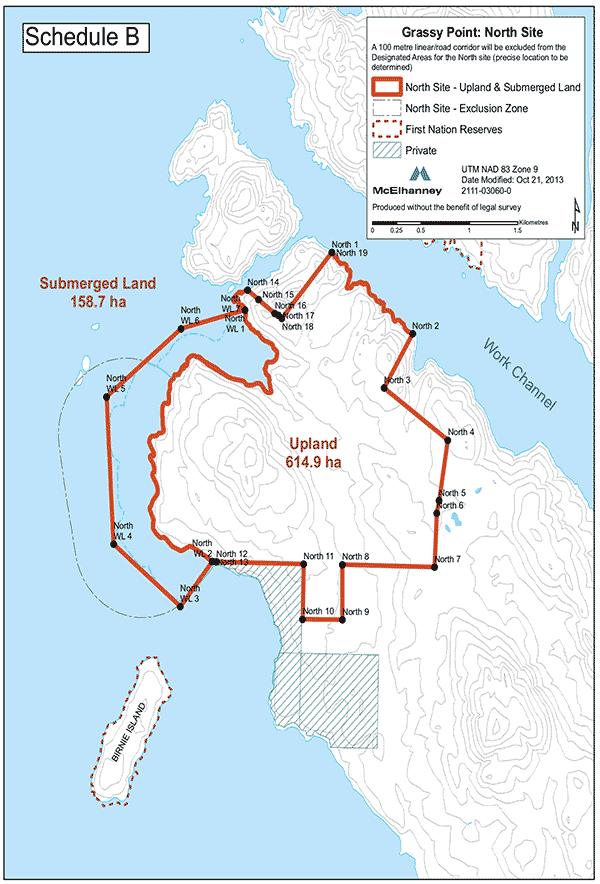 Schedule B
Grassy Point: North Site
A 100 metre linear/road corridor will be excluded from the
Designated Areas for the North site (precise location to be
determined)
North Site - Upland & Submerged Land
North Site - Exclusion Zone
First Nation Reserves
Private
McElhanney
UTM NAD 83 Zone 9
Date Modified: Oct 21, 2013
2111-03060-0
Produced without the benefit of legal survey
Kilometres
0 0.25 0.5 1 1.5
N
North 1
North 19
Submerged Land
158.7 ha
North 14
North 15
North
WL 7
North 16
North 17
North 18
North
WL 6
North
WL 1
North 2
Work Channel
North 3
North
WL 5
North 4
Upland
614.9 ha
North 5
North 6
North
WL 4
North
WL 2
North 12
North 13
North 11
North 8
North 7
North
WL 3
North 10
North 9
BIRNIE ISLAND